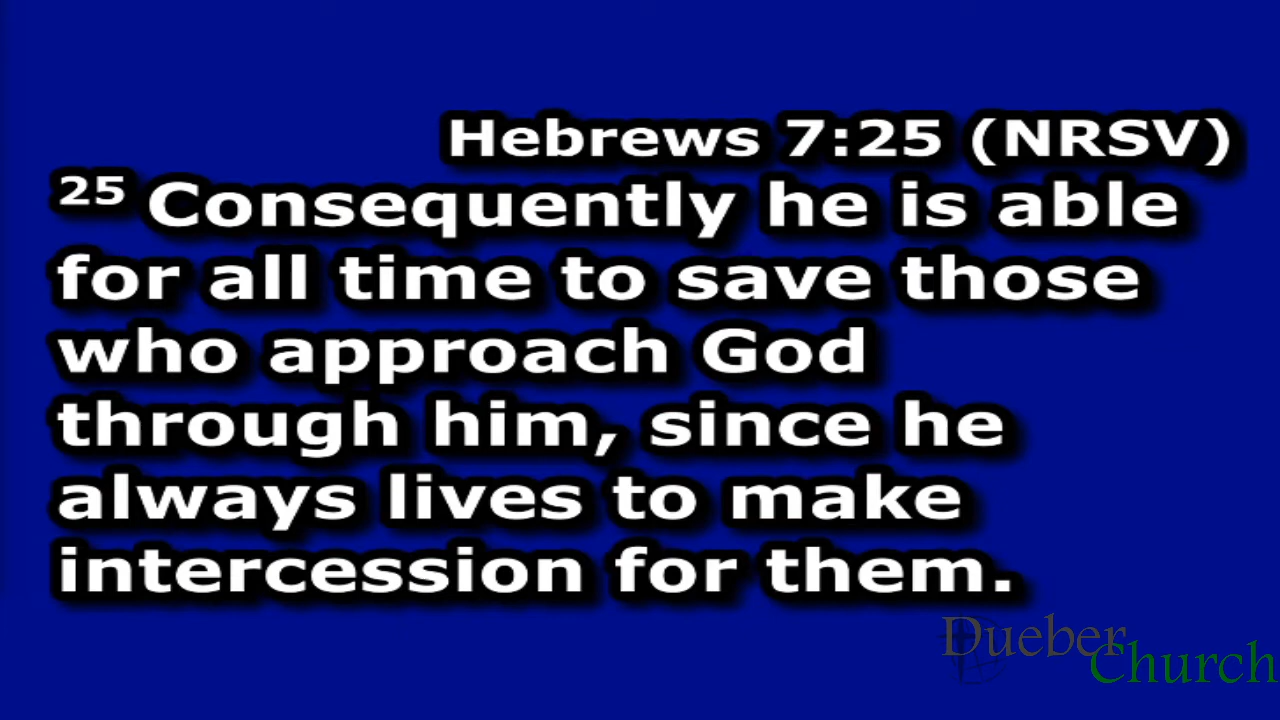 Hebrews 7:25 (NRSV)
25 Consequently he is able
for all time to save those
who approach God
through him, since he
always lives to make
intercession for them.
Dueber
Church